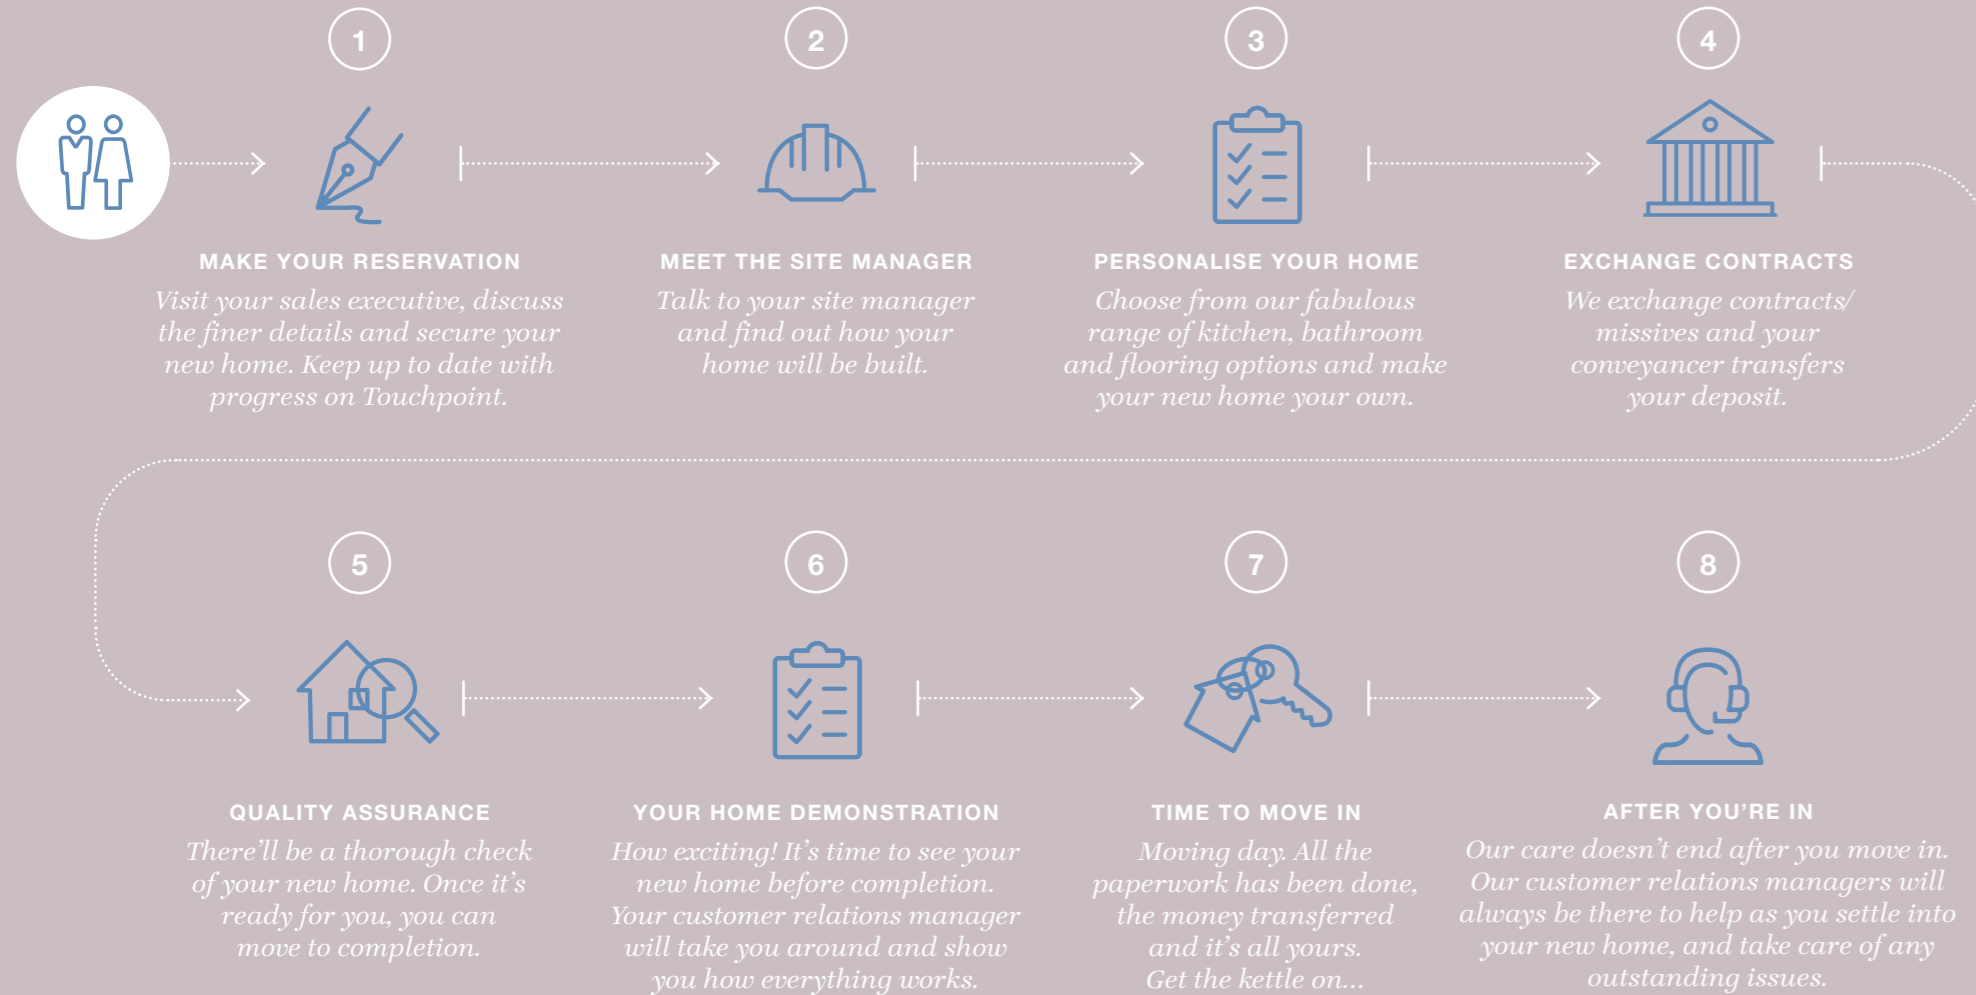 1
MAKE YOUR RESERVATION
Visit your sales executive, discuss
the finer details and secure your
new home. Keep up to date with
progress on Touchpoint.
2
MEET THE SITE MANAGER
Talk to your site manager
and find out how your
home will be built.
3
PERSONALISE YOUR HOME
Choose from our fabulous
range of kitchen, bathroom
and flooring options and make
your new home your own.
4
EXCHANGE CONTRACTS
We exchange contracts/
missives and your
conveyancer transfers
your deposit.
5
QUALITY ASSURANCE
There’ll be a thorough check
of your new home. Once it’s
ready for you, you can
move to completion.
6
YOUR HOME DEMONSTRATION
How exciting! It’s time to see your
new home before completion.
Your customer relations manager
will take you around and show
you how everything works.
7
TIME TO MOVE IN
Moving day. All the
paperwork has been done,
the money transferred
and it’s all yours.
Get the kettle on...
8
AFTER YOU’RE IN
Our care doesn’t end after you move in.
Our customer relations managers will
always be there to help as you settle into
your new home, and take care of any
outstanding issues.